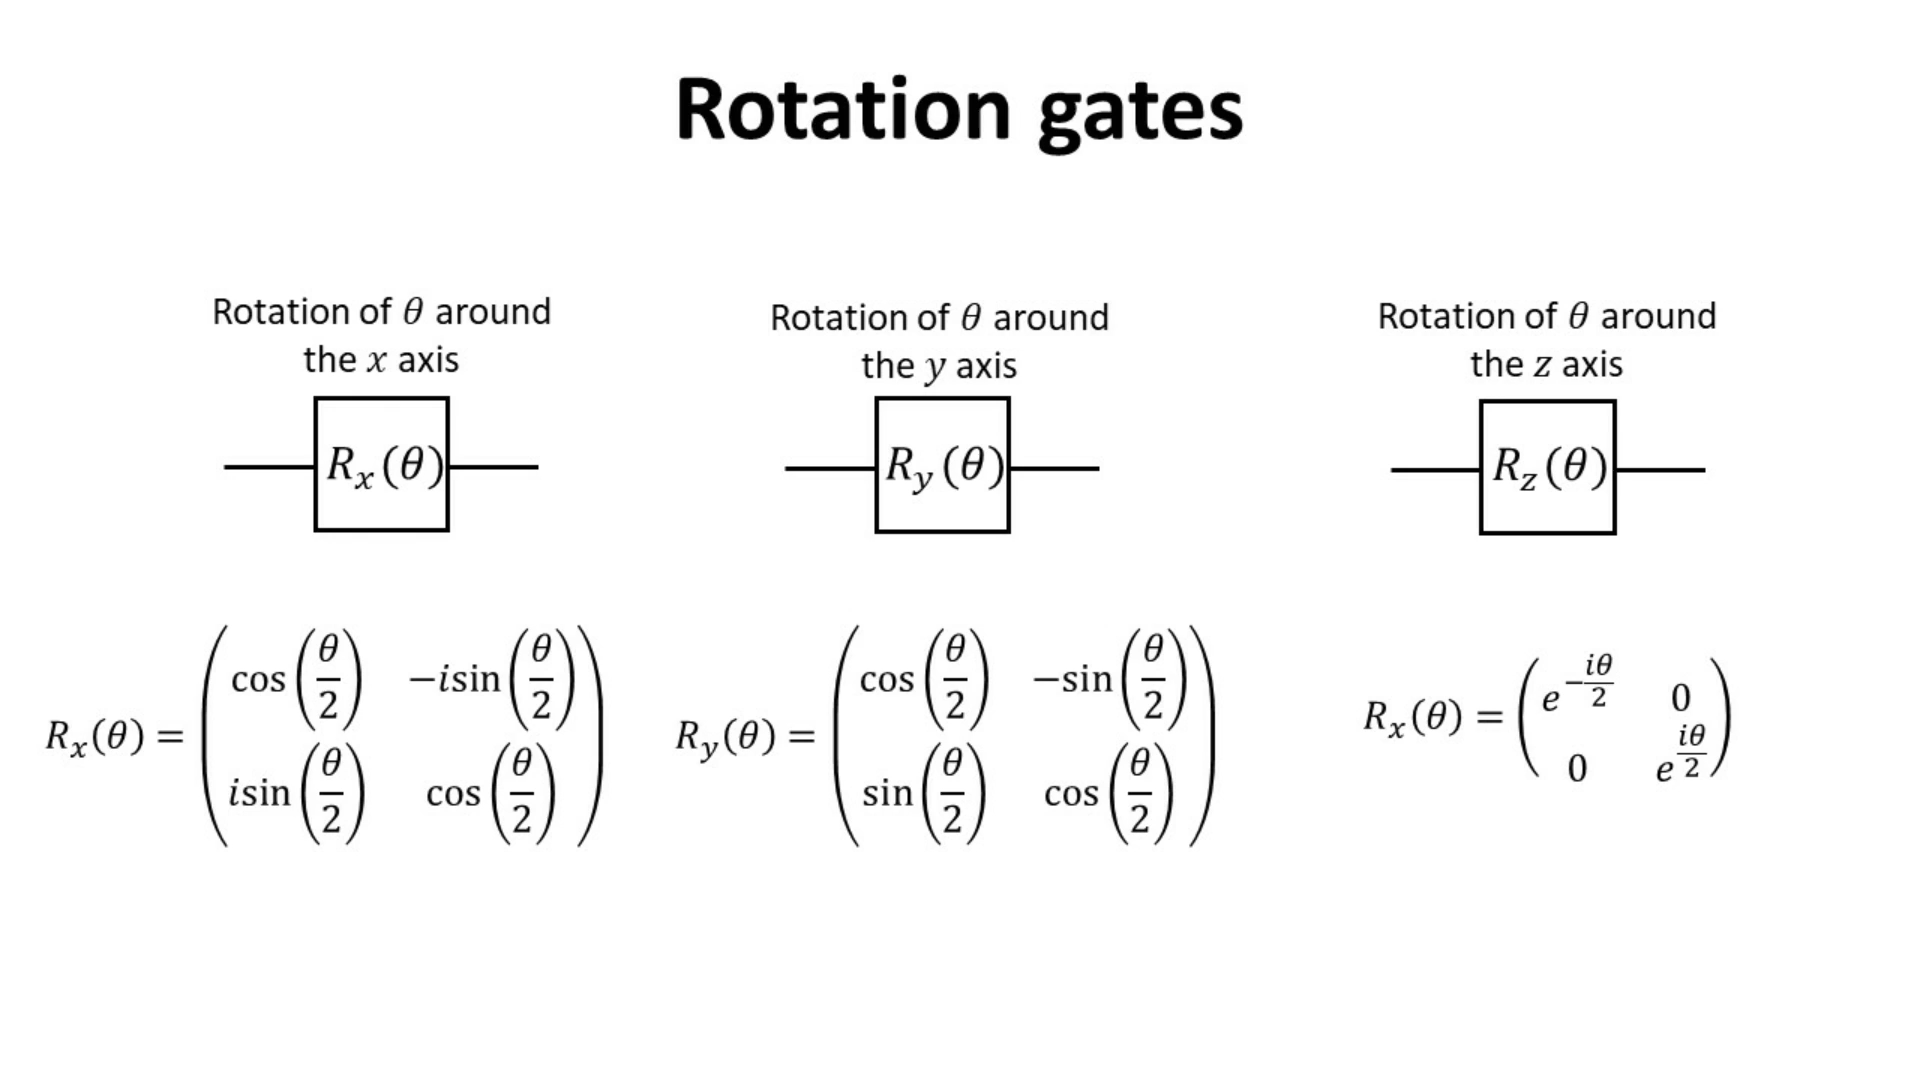 Rotation gates
Rotation of θ around
the x axis
R_x(θ)
Rotation of θ around
the y axis
R_y(θ)
Rotation of θ around
the z axis
R_z(θ)
R_x(θ) = ( cos(θ/2) −isin(θ/2)
isin(θ/2) cos(θ/2) )
R_y(θ) = ( cos(θ/2) −sin(θ/2)
sin(θ/2) cos(θ/2) )
R_x(θ) = ( e^(−iθ/2) 0
0 e^(iθ/2) )